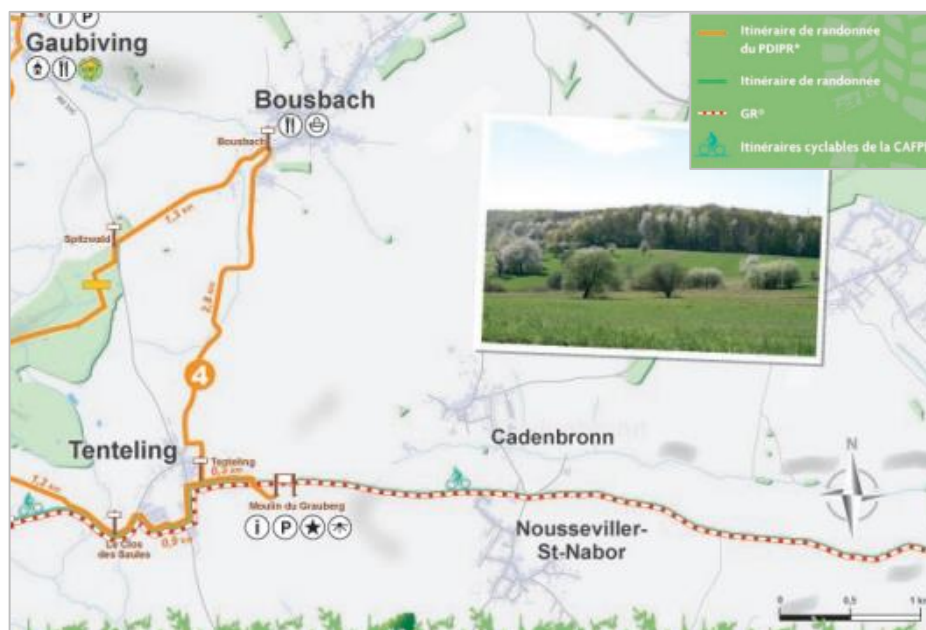 Gaubiving
Bousbach
Bousbach
1,3 km
Spitzwald
2,8 km
4
Tenteling
Tenteling
0,5 km
1,2 km
Moulin du Grauberg
i P
Le Clos
des Saules
0,9 km
Cadenbronn
Nousseviller-
St-Nabor
N
0 0,5 1 km
Itinéraire de randonnée
du PDIPR*
Itinéraire de randonnée
GR®
Itinéraires cyclables de la CAFPF
i P